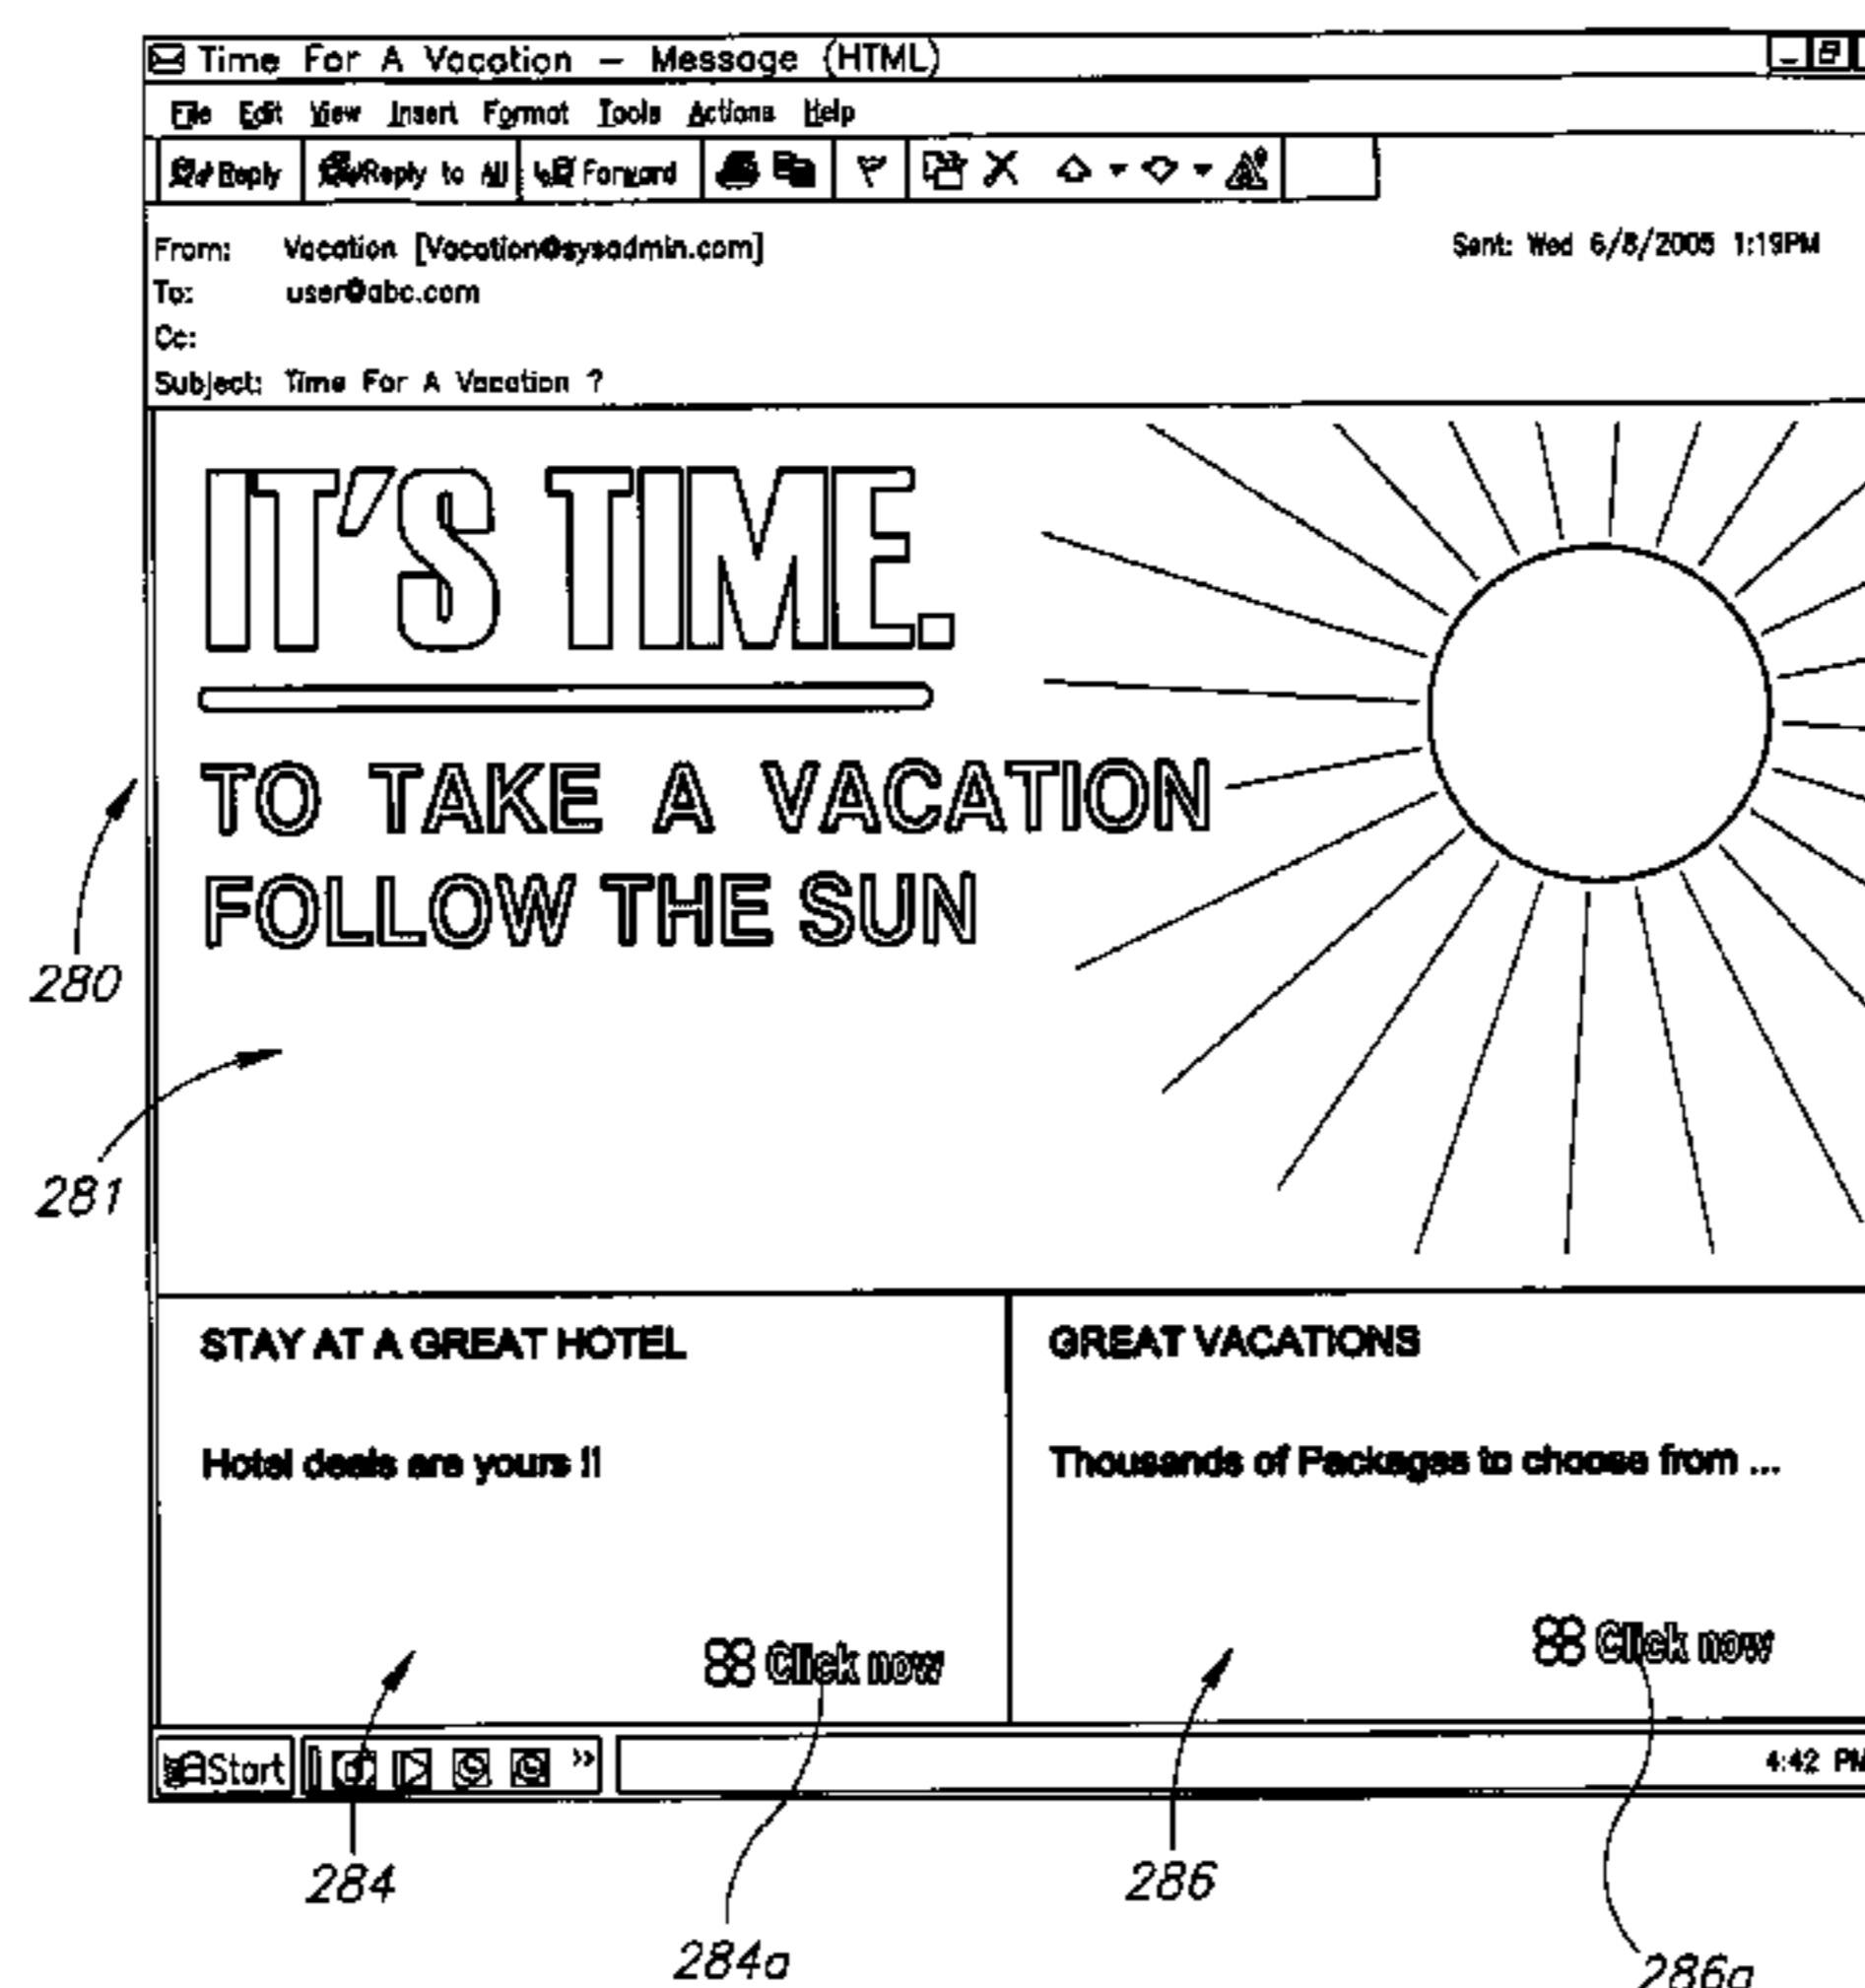 Time For A Vacation – Message (HTML)
File Edit View Insert Format Tools Actions Help
Reply Reply to All Forward
From: Vacation [Vacation@sysadmin.com] Sent: Wed 6/8/2005 1:19PM
To: user@abc.com
Cc:
Subject: Time For A Vacation ?
IT'S TIME.
TO TAKE A VACATION
FOLLOW THE SUN
280
281
STAY AT A GREAT HOTEL
Hotel deals are yours !!
Click now
GREAT VACATIONS
Thousands of Packages to choose from ...
Click now
Start » 4:42 PM
284
286
284a
286a